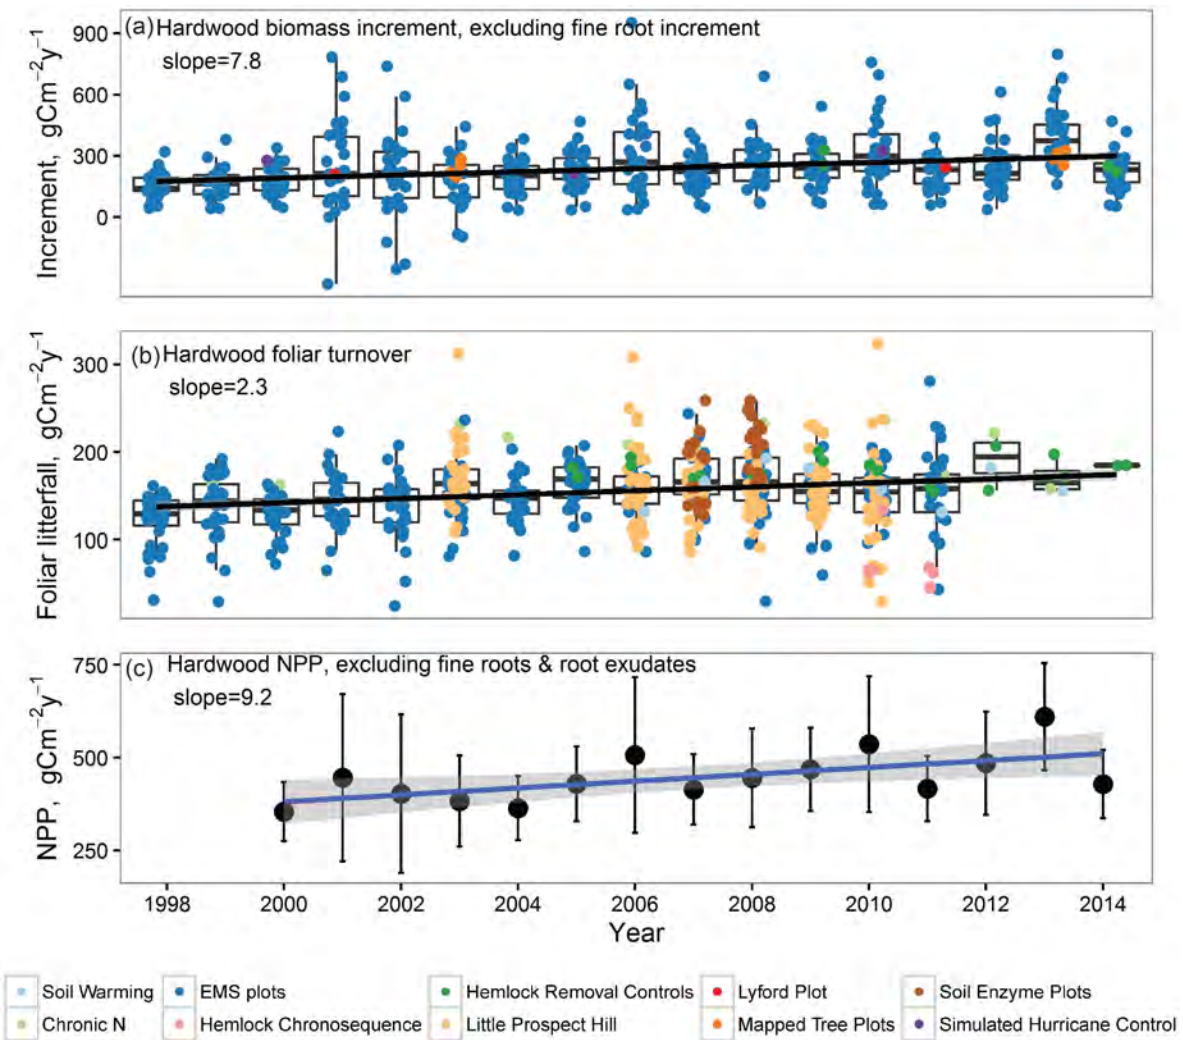 (a) Hardwood biomass increment, excluding fine root increment
slope=7.8
900
600
300
0
Increment, gCm⁻²y⁻¹
(b) Hardwood foliar turnover
slope=2.3
300
200
100
Foliar litterfall, gCm⁻²y⁻¹
(c) Hardwood NPP, excluding fine roots & root exudates
slope=9.2
750
500
250
NPP, gCm⁻²y⁻¹
1998 2000 2002 2004 2006 2008 2010 2012 2014
Year
Soil Warming EMS plots Hemlock Removal Controls Lyford Plot Soil Enzyme Plots
Chronic N Hemlock Chronosequence Little Prospect Hill Mapped Tree Plots Simulated Hurricane Control